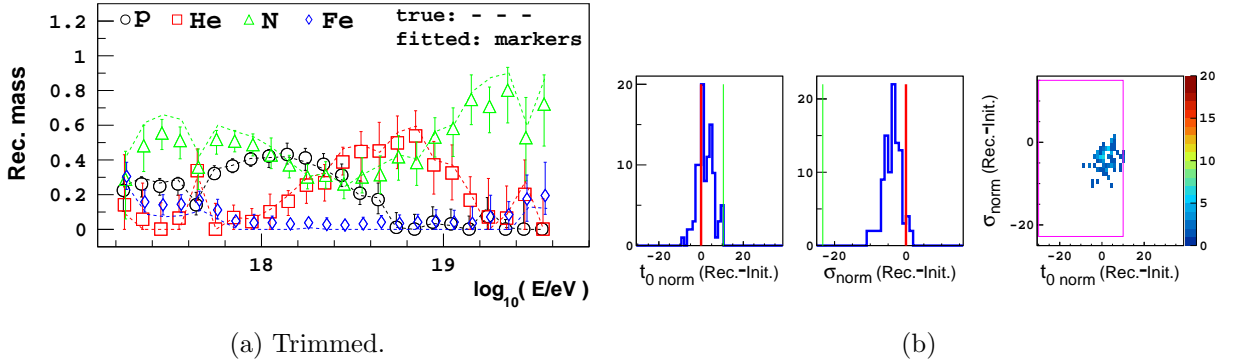 p He N Fe
true: - - -
fitted: markers
Rec. mass
1.2
1
0.8
0.6
0.4
0.2
0
18 19
log10( E/eV)
(a) Trimmed.
20
10
0
−20 0
t0 norm (Rec.-Init.)
20
10
0
−20 0
σnorm (Rec.-Init.)
σnorm (Rec.-Init.)
0
−20
−20 0
t0 norm (Rec.-Init.)
20
15
10
5
0
(b)